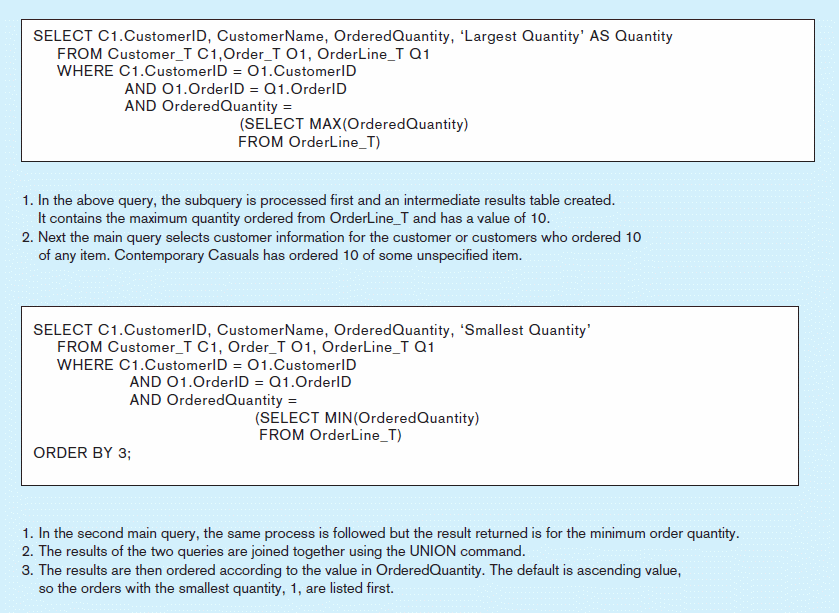 SELECT C1.CustomerID, CustomerName, OrderedQuantity, ‘Largest Quantity’ AS Quantity
FROM Customer_T C1,Order_T O1, OrderLine_T Q1
WHERE C1.CustomerID = O1.CustomerID
AND O1.OrderID = Q1.OrderID
AND OrderedQuantity =
(SELECT MAX(OrderedQuantity)
FROM OrderLine_T)
1. In the above query, the subquery is processed first and an intermediate results table created.
It contains the maximum quantity ordered from OrderLine_T and has a value of 10.
2. Next the main query selects customer information for the customer or customers who ordered 10
of any item. Contemporary Casuals has ordered 10 of some unspecified item.
SELECT C1.CustomerID, CustomerName, OrderedQuantity, ‘Smallest Quantity’
FROM Customer_T C1, Order_T O1, OrderLine_T Q1
WHERE C1.CustomerID = O1.CustomerID
AND O1.OrderID = Q1.OrderID
AND OrderedQuantity =
(SELECT MIN(OrderedQuantity)
FROM OrderLine_T)
ORDER BY 3;
1. In the second main query, the same process is followed but the result returned is for the minimum order quantity.
2. The results of the two queries are joined together using the UNION command.
3. The results are then ordered according to the value in OrderedQuantity. The default is ascending value,
so the orders with the smallest quantity, 1, are listed first.